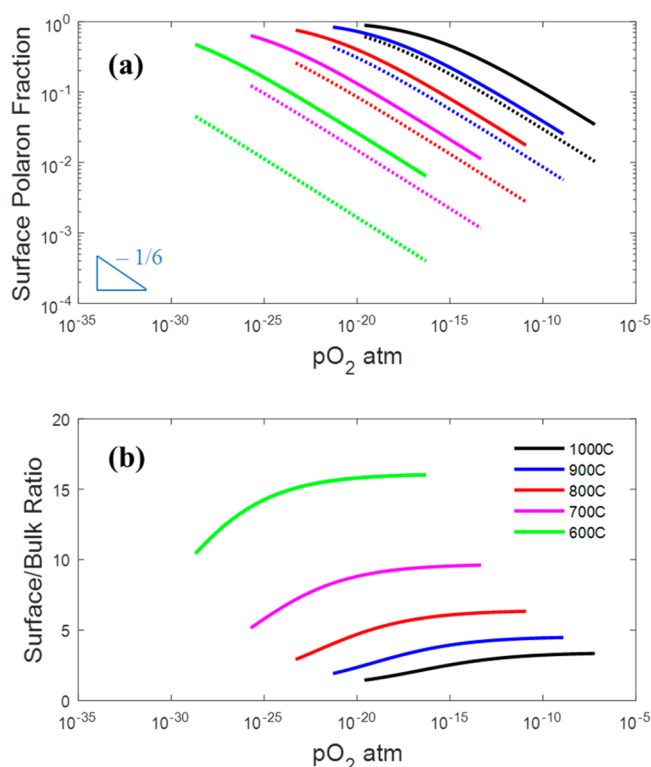 (a)
Surface Polaron Fraction
10⁰
10⁻¹
10⁻²
10⁻³
10⁻⁴
– 1/6
10⁻³⁵ 10⁻³⁰ 10⁻²⁵ 10⁻²⁰ 10⁻¹⁵ 10⁻¹⁰ 10⁻⁵
pO₂ atm
(b)
Surface/Bulk Ratio
20
15
10
5
0
1000C
900C
800C
700C
600C
10⁻³⁵ 10⁻³⁰ 10⁻²⁵ 10⁻²⁰ 10⁻¹⁵ 10⁻¹⁰ 10⁻⁵
pO₂ atm